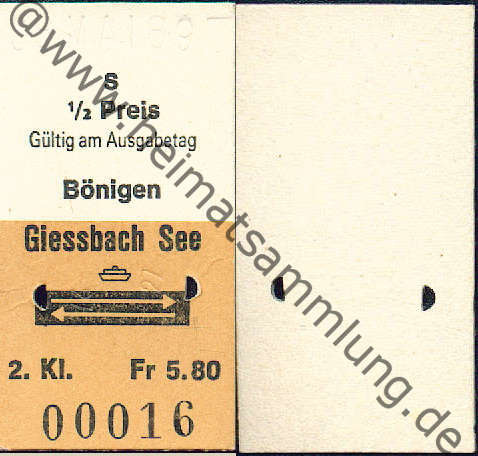 S
½ Preis
Gültig am Ausgabetag
Bönigen
Giessbach See
2. Kl. Fr 5.80
00016
@www.heimatsammlung.de